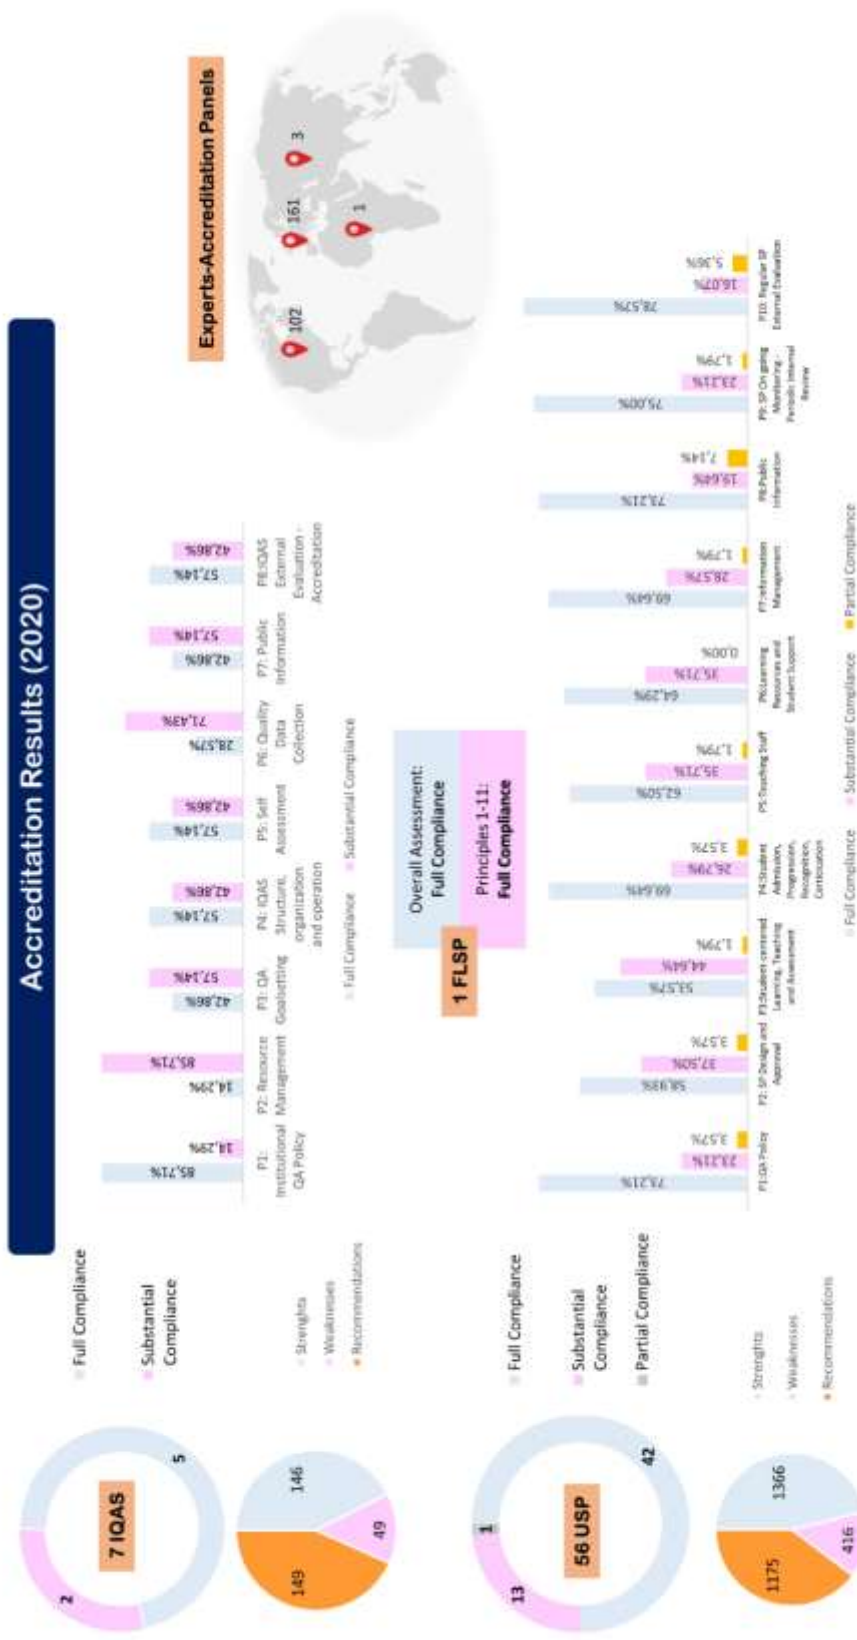 Accreditation Results (2020)
7 IQAS
2
5
Full Compliance
Substantial
Compliance
149
146
49
Strenghts
Weaknesses
Recommendations
85,71%
14,29%
14,29%
85,71%
42,86%
57,14%
57,14%
42,86%
57,14%
42,86%
28,57%
71,43%
42,86%
57,14%
57,14%
42,86%
P1:
Institutional
QA Policy
P2: Resource
Management
P3: QA
Goalsetting
P4: IQAS
Structure,
organization
and operation
P5: Self
Assessment
P6: Quality
Data
Collection
P7: Public
Information
P8:IQAS
External
Evaluation -
Accreditation
Full Compliance
Substantial Compliance
Experts-Accreditation Panels
102
161
3
1
1 FLSP
Overall Assessment:
Full Compliance
Principles 1-11:
Full Compliance
56 USP
1
13
42
Full Compliance
Substantial
Compliance
Partial Compliance
1175
1366
416
Strenghts
Weaknesses
Recommendations
73,21%
23,21%
3,57%
58,93%
37,50%
3,57%
53,57%
44,64%
1,79%
69,64%
26,79%
3,57%
62,50%
35,71%
1,79%
64,29%
35,71%
0,00%
69,64%
28,57%
1,79%
73,21%
19,64%
7,14%
75,00%
23,21%
1,79%
78,57%
16,07%
5,36%
P1:QA Policy
P2: SP Design and
Approval
P3:Student-centered
Learning, Teaching
and Assessment
P4:Student
Admission,
Progression,
Recognition,
P5:Teaching Staff
P6:Learning
Resources and
Student Support
P7:Information
Management
P8:Public
Information
P9: SP On going
Monitoring -
Periodic Internal
Review
P10: Regular SP
External Evaluation
Full Compliance
Substantial Compliance
Partial Compliance